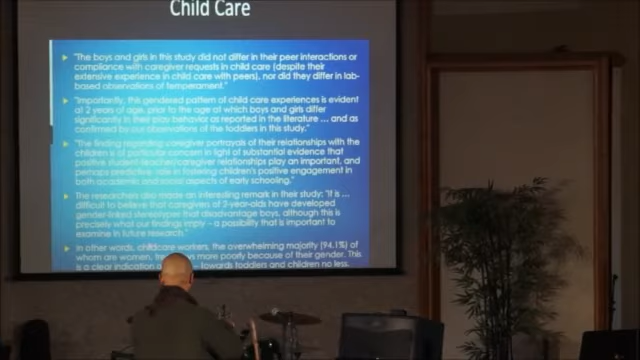 Child Care
"The boys and girls in this study did not differ in their peer interactions or
compliance with caregiver requests in child care (despite their
extensive experience in child care with peers), nor did they differ in lab-
based observations of temperament."
"Importantly, this gendered pattern of child care experiences is evident
at 2 years of age, prior to the age at which boys and girls differ
significantly in their play behavior as reported in the literature ... and as
confirmed by our observations of the toddlers in this study."
"The finding regarding caregiver portrayals of their relationships with the
children is of particular concern in light of substantial evidence that
positive student-teacher/caregiver relationships play an important, and
perhaps predictive, role in fostering children's positive engagement in
both academic and social aspects of early schooling."
The researchers also made an interesting remark in their study: "It is ...
difficult to believe that caregivers of 2-year-olds have developed
gender-linked stereotypes that disadvantage boys, although this is
precisely what our findings imply – a possibility that is important to
examine in future research."
In other words, childcare workers, the overwhelming majority (94.1%) of
whom are women, more poorly because of their gender. This
is a clear indication towards toddlers and children no less.